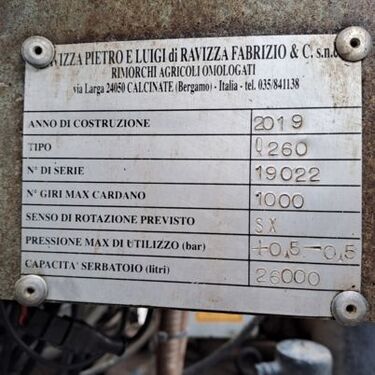 VIZZA PIETRO E LUIGI di RAVIZZA FABRIZIO & C. s.n.c
RIMORCHI AGRICOLI OMOLOGATI
via Larga 24050 CALCINATE (Bergamo) - Italia - tel. 035/841138
ANNO DI COSTRUZIONE 2019
TIPO Q260
N° DI SERIE 19022
N° GIRI MAX CARDANO 1000
SENSO DI ROTAZIONE PREVISTO SX
PRESSIONE MAX DI UTILIZZO (bar) +0,5--0,5
CAPACITA' SERBATOIO (litri) 26000